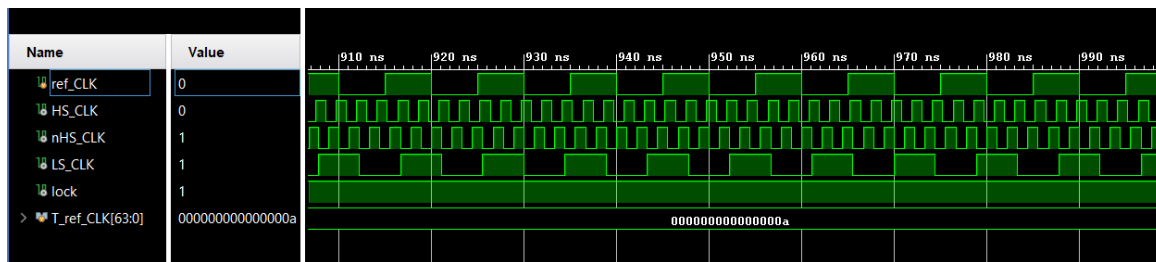 Name Value
910 ns 920 ns 930 ns 940 ns 950 ns 960 ns 970 ns 980 ns 990 ns
ref_CLK 0
HS_CLK 0
nHS_CLK 1
LS_CLK 1
lock 1
T_ref_CLK[63:0] 000000000000000a 000000000000000a